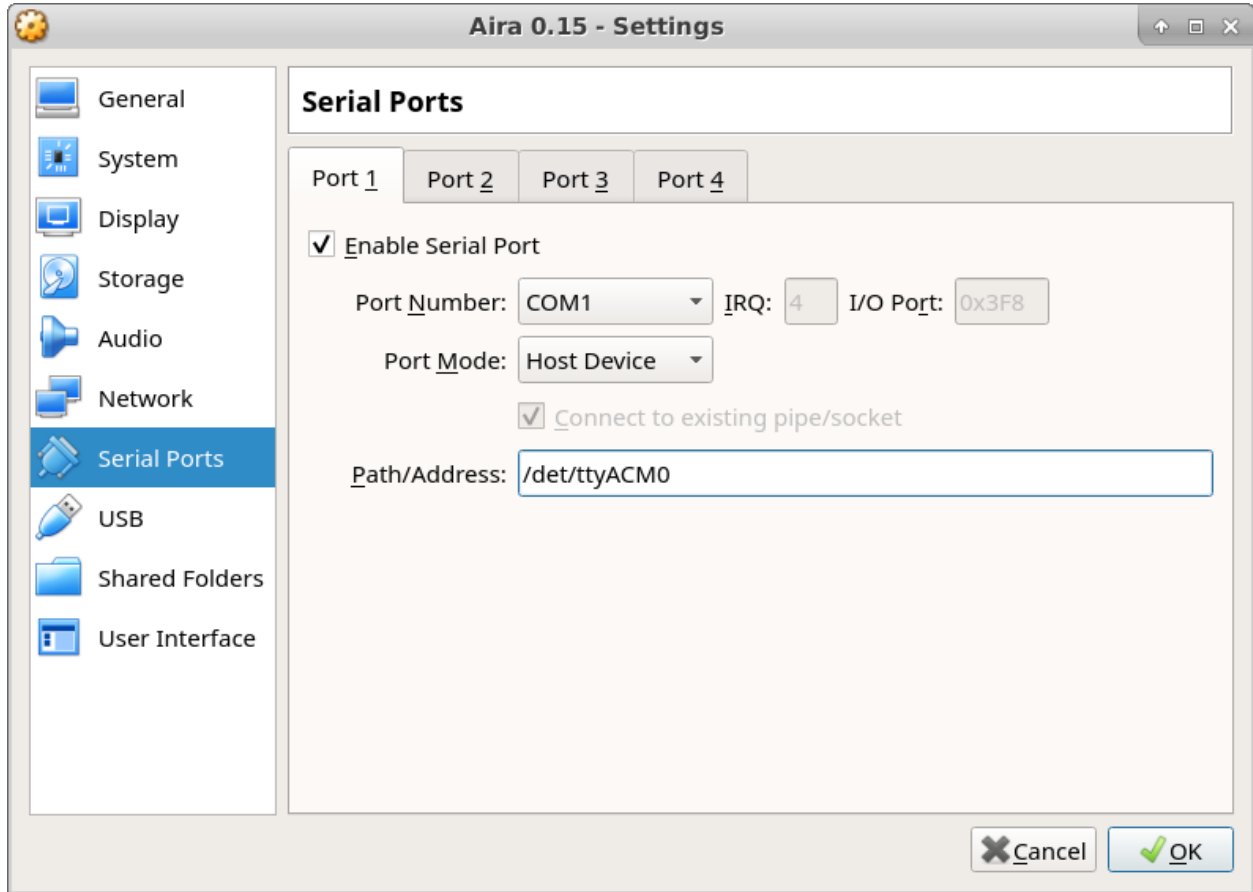 Aira 0.15 - Settings
General
System
Display
Storage
Audio
Network
Serial Ports
USB
Shared Folders
User Interface
Serial Ports
Port 1 Port 2 Port 3 Port 4
Enable Serial Port
Port Number: COM1 IRQ: 4 I/O Port: 0x3F8
Port Mode: Host Device
Connect to existing pipe/socket
Path/Address: /det/ttyACM0
Cancel OK